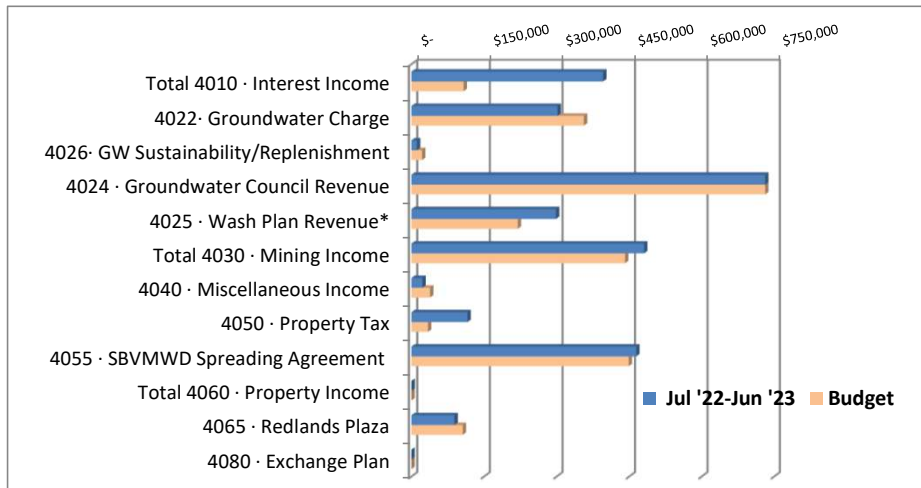 $- $150,000 $300,000 $450,000 $600,000 $750,000
Total 4010 · Interest Income
4022· Groundwater Charge
4026· GW Sustainability/Replenishment
4024 · Groundwater Council Revenue
4025 · Wash Plan Revenue*
Total 4030 · Mining Income
4040 · Miscellaneous Income
4050 · Property Tax
4055 · SBVMWD Spreading Agreement
Total 4060 · Property Income
4065 · Redlands Plaza
4080 · Exchange Plan
Jul '22-Jun '23 Budget